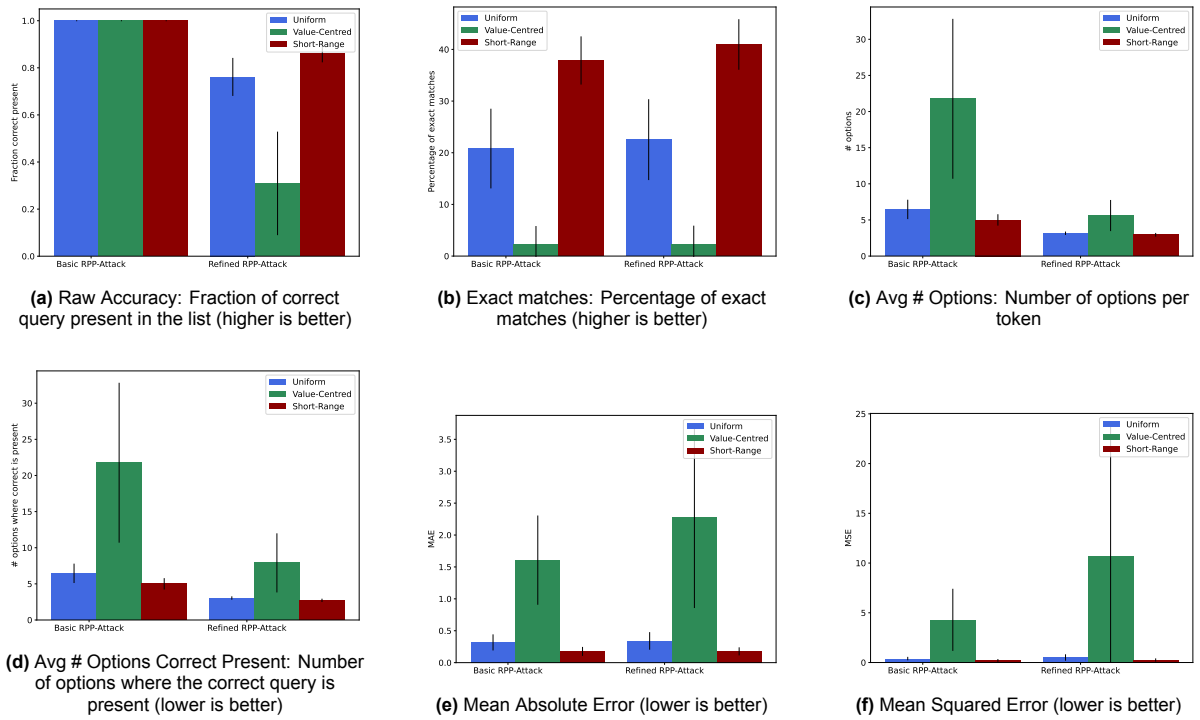 Uniform
Value-Centred
Short-Range
1.0
0.8
0.6
0.4
0.2
0.0
Fraction correct present
Basic RPP-Attack
Refined RPP-Attack
(a) Raw Accuracy: Fraction of correct
query present in the list (higher is better)
Uniform
Value-Centred
Short-Range
40
30
20
10
0
Percentage of exact matches
Basic RPP-Attack
Refined RPP-Attack
(b) Exact matches: Percentage of exact
matches (higher is better)
Uniform
Value-Centred
Short-Range
30
25
20
15
10
5
0
# options
Basic RPP-Attack
Refined RPP-Attack
(c) Avg # Options: Number of options per
token
Uniform
Value-Centred
Short-Range
30
25
20
15
10
5
0
# options where correct is present
Basic RPP-Attack
Refined RPP-Attack
(d) Avg # Options Correct Present: Number
of options where the correct query is
present (lower is better)
Uniform
Value-Centred
Short-Range
3.5
3.0
2.5
2.0
1.5
1.0
0.5
0.0
MAE
Basic RPP-Attack
Refined RPP-Attack
(e) Mean Absolute Error (lower is better)
Uniform
Value-Centred
Short-Range
25
20
15
10
5
0
MSE
Basic RPP-Attack
Refined RPP-Attack
(f) Mean Squared Error (lower is better)